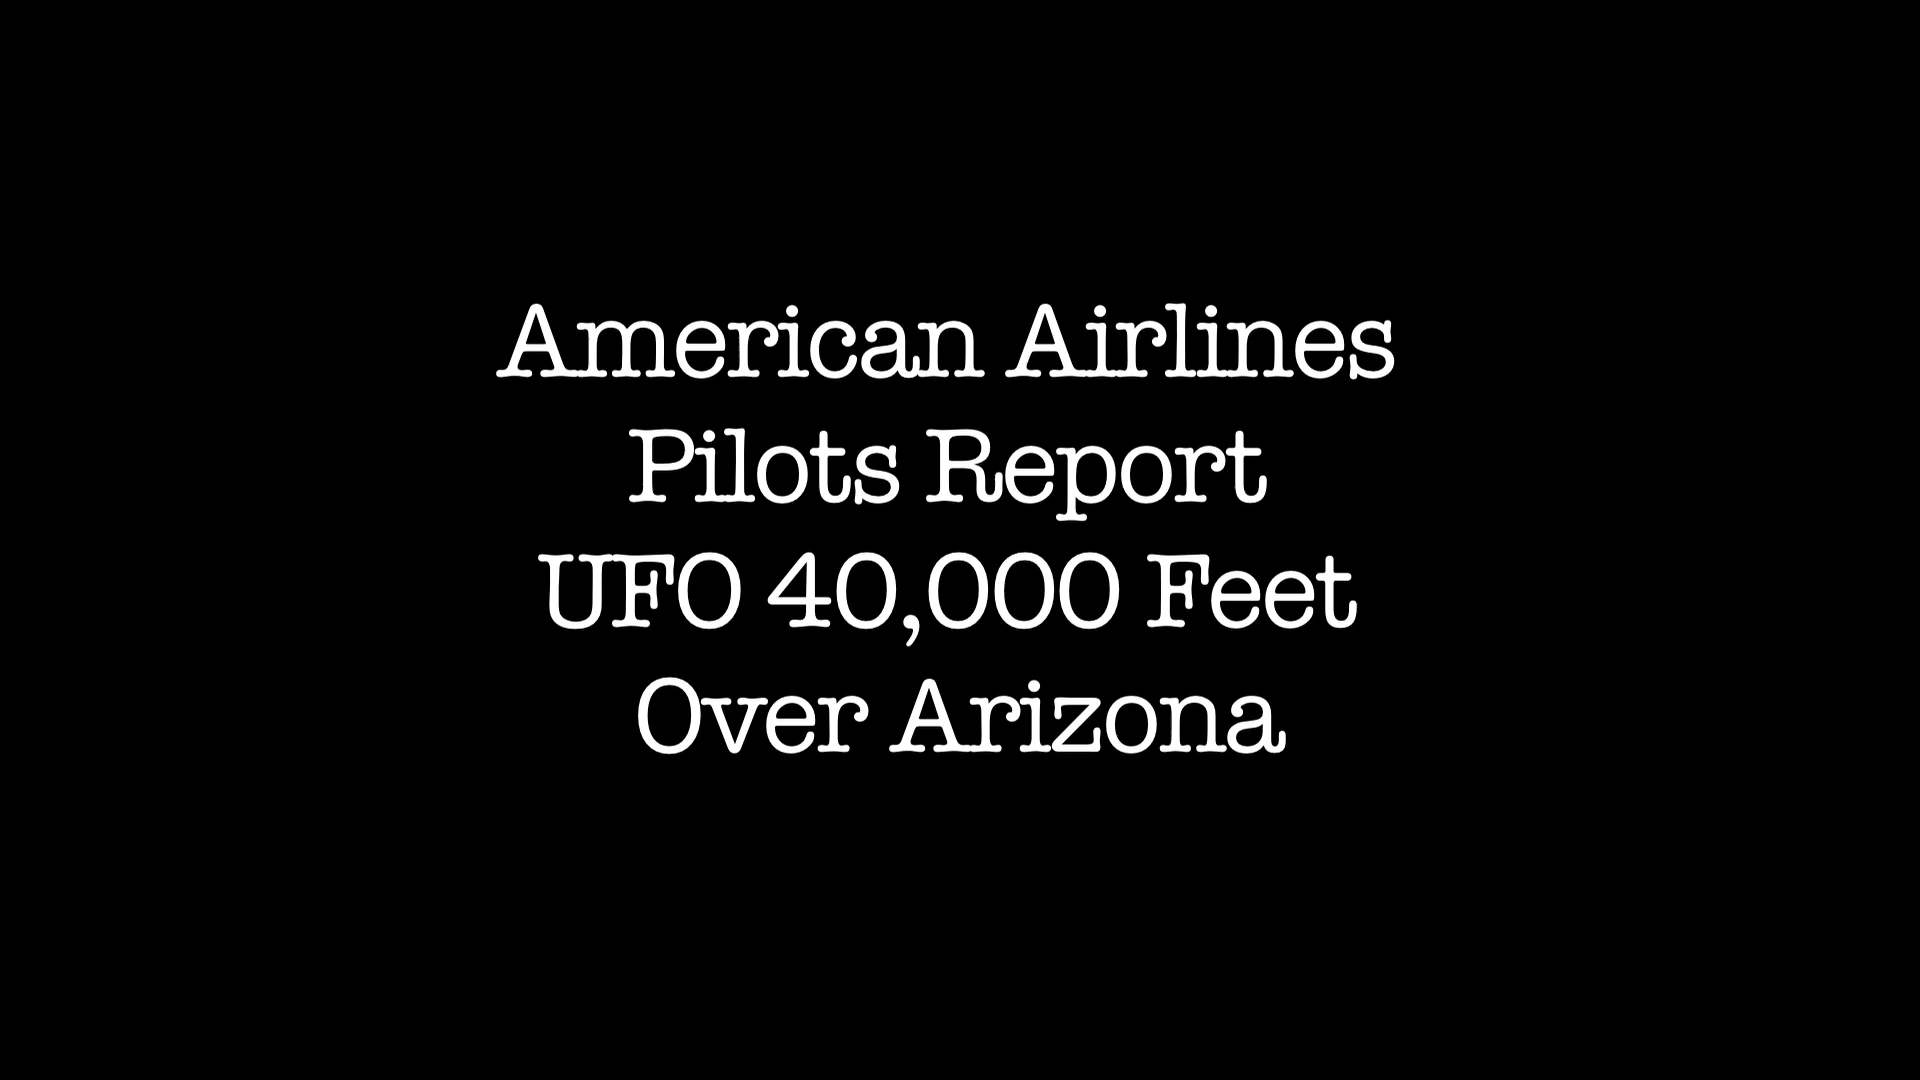 American Airlines
Pilots Report
UFO 40,000 Feet
Over Arizona